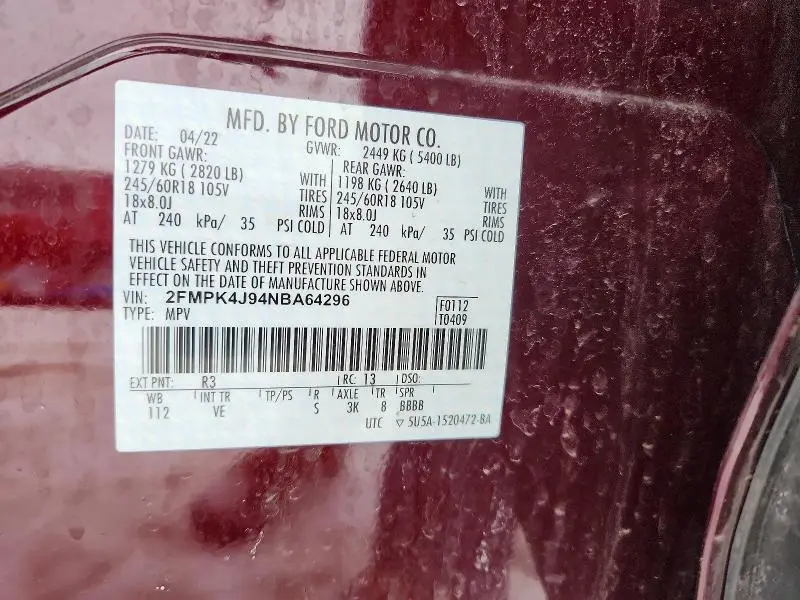 MFD. BY FORD MOTOR CO.
DATE: 04/22 GVWR: 2449 KG ( 5400 LB)
FRONT GAWR: REAR GAWR:
1279 KG ( 2820 LB) WITH 1198 KG ( 2640 LB) WITH
245/60R18 105V TIRES 245/60R18 105V TIRES
18x8.0J RIMS 18x8.0J RIMS
AT 240 kPa/ 35 PSI COLD AT 240 kPa/ 35 PSI COLD
THIS VEHICLE CONFORMS TO ALL APPLICABLE FEDERAL MOTOR
VEHICLE SAFETY AND THEFT PREVENTION STANDARDS IN
EFFECT ON THE DATE OF MANUFACTURE SHOWN ABOVE.
VIN: 2FMPK4J94NBA64296 F0112
TYPE: MPV T0409
EXT PNT: R3 RC: 13 DSO:
WB INT TR TP/PS R AXLE TR SPR
112 VE S 3K 8 BBBB
UTC ▽ 5U5A-1520472-BA